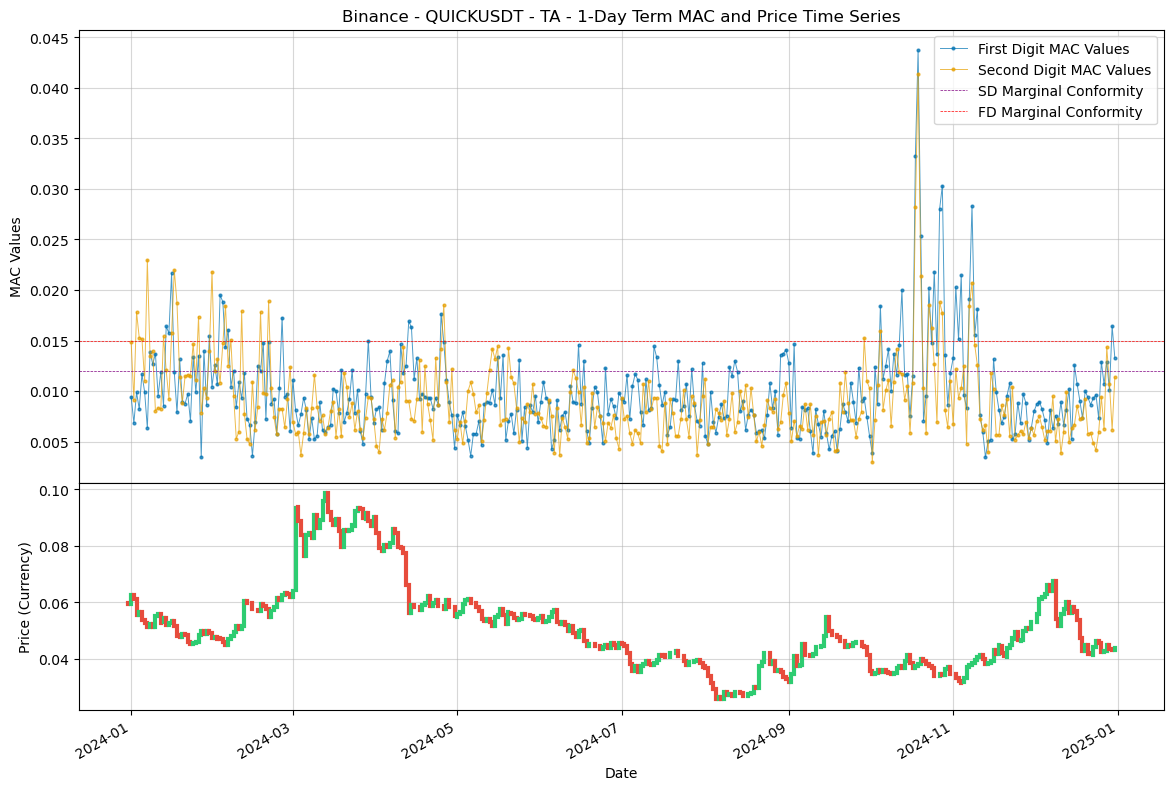 Binance - QUICKUSDT - TA - 1-Day Term MAC and Price Time Series
First Digit MAC Values
Second Digit MAC Values
SD Marginal Conformity
FD Marginal Conformity
MAC Values
0.045
0.040
0.035
0.030
0.025
0.020
0.015
0.010
0.005
Price (Currency)
0.10
0.08
0.06
0.04
2024-01
2024-03
2024-05
2024-07
2024-09
2024-11
2025-01
Date